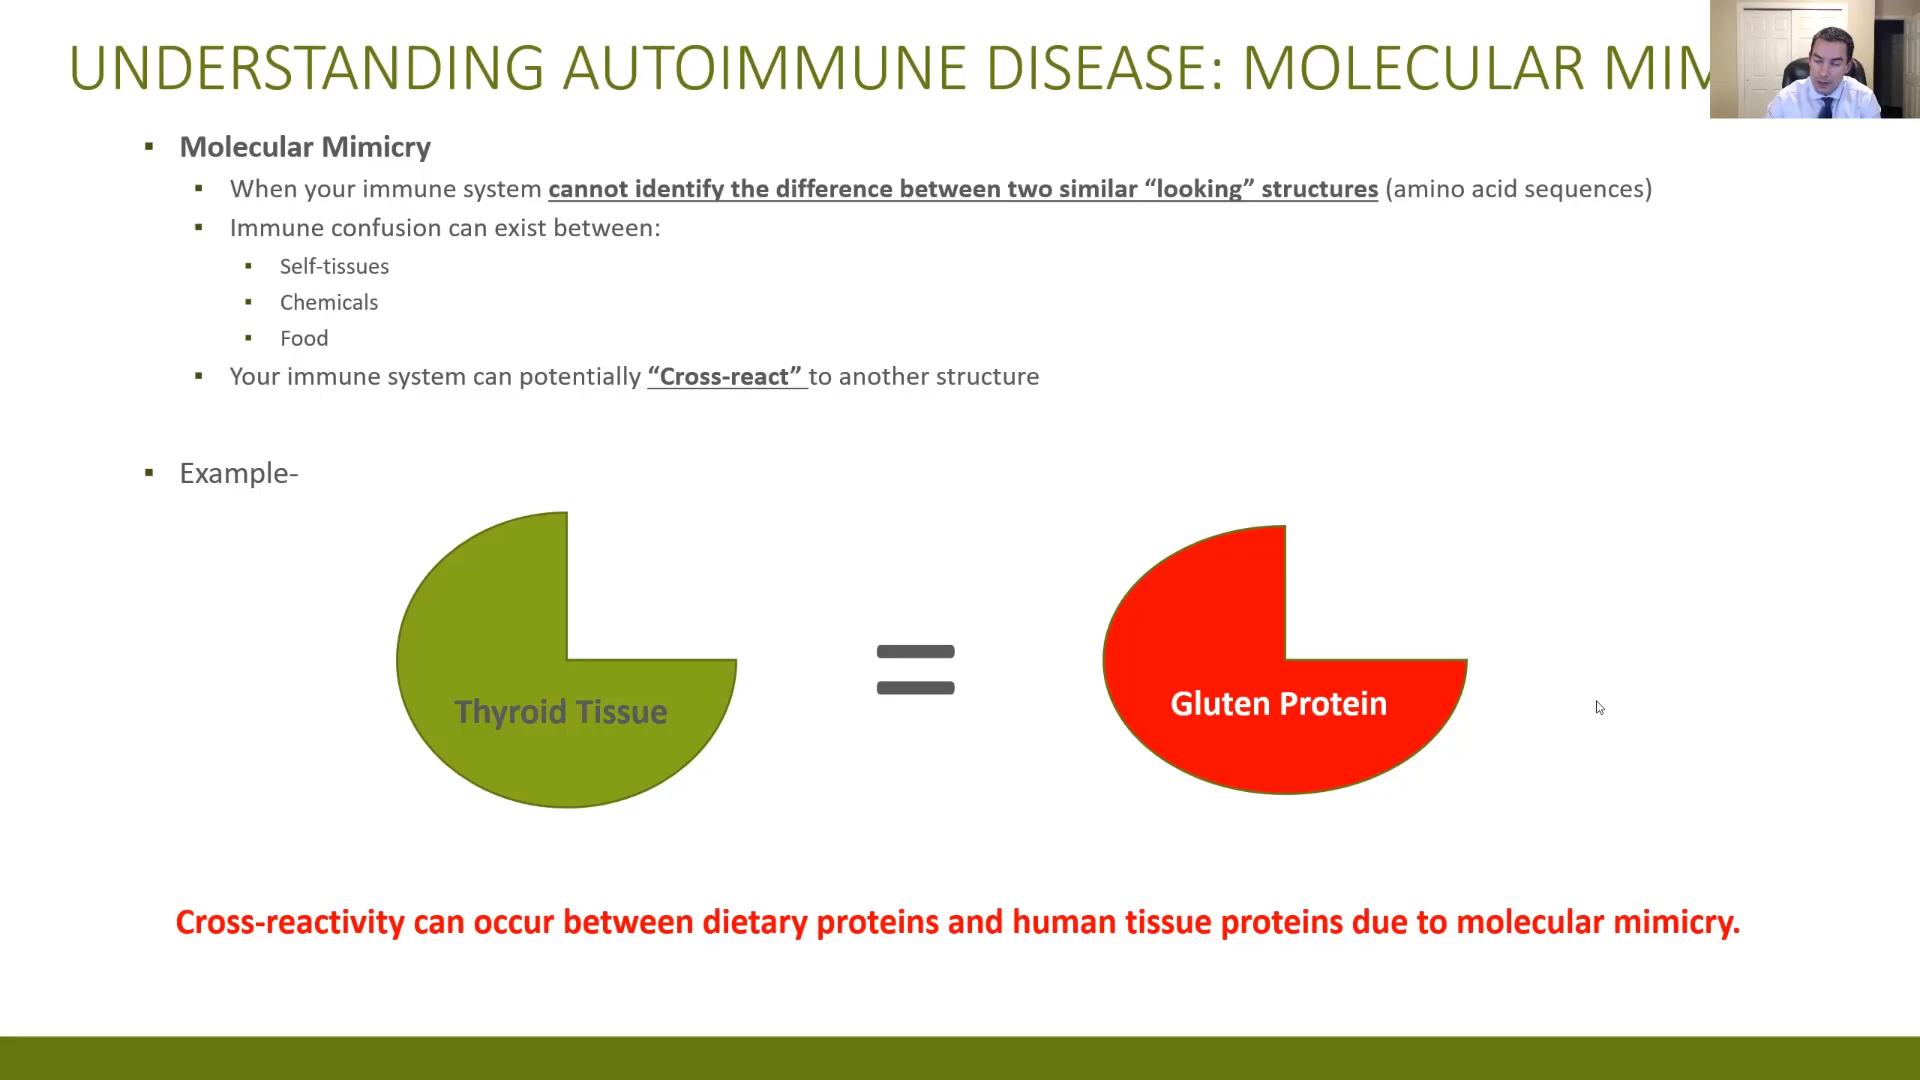 UNDERSTANDING AUTOIMMUNE DISEASE: MOLECULAR
Molecular Mimicry
When your immune system cannot identify the difference between two similar “looking” structures (amino acid sequences)
Immune confusion can exist between:
Self-tissues
Chemicals
Food
Your immune system can potentially “Cross-react” to another structure
Example-
Thyroid Tissue
=
Gluten Protein
Cross-reactivity can occur between dietary proteins and human tissue proteins due to molecular mimicry.